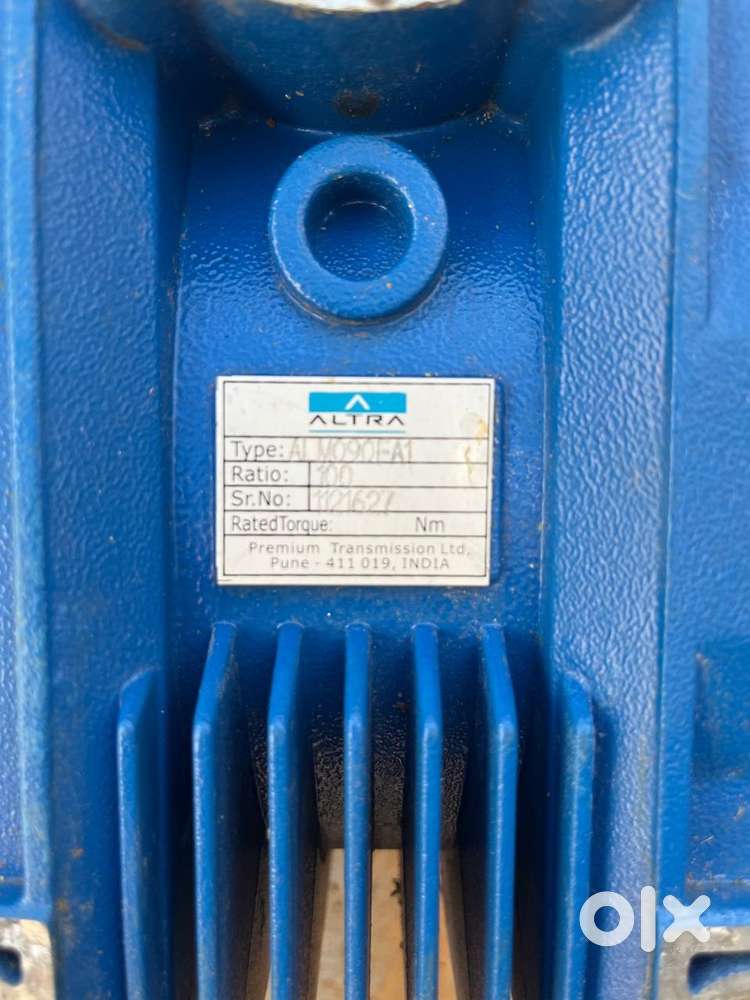 ALTRA
Type: ALM090F-A1
Ratio: 100
Sr.No: 1121627
RatedTorque: Nm
Premium Transmission Ltd,
Pune - 411 019, INDIA
olx